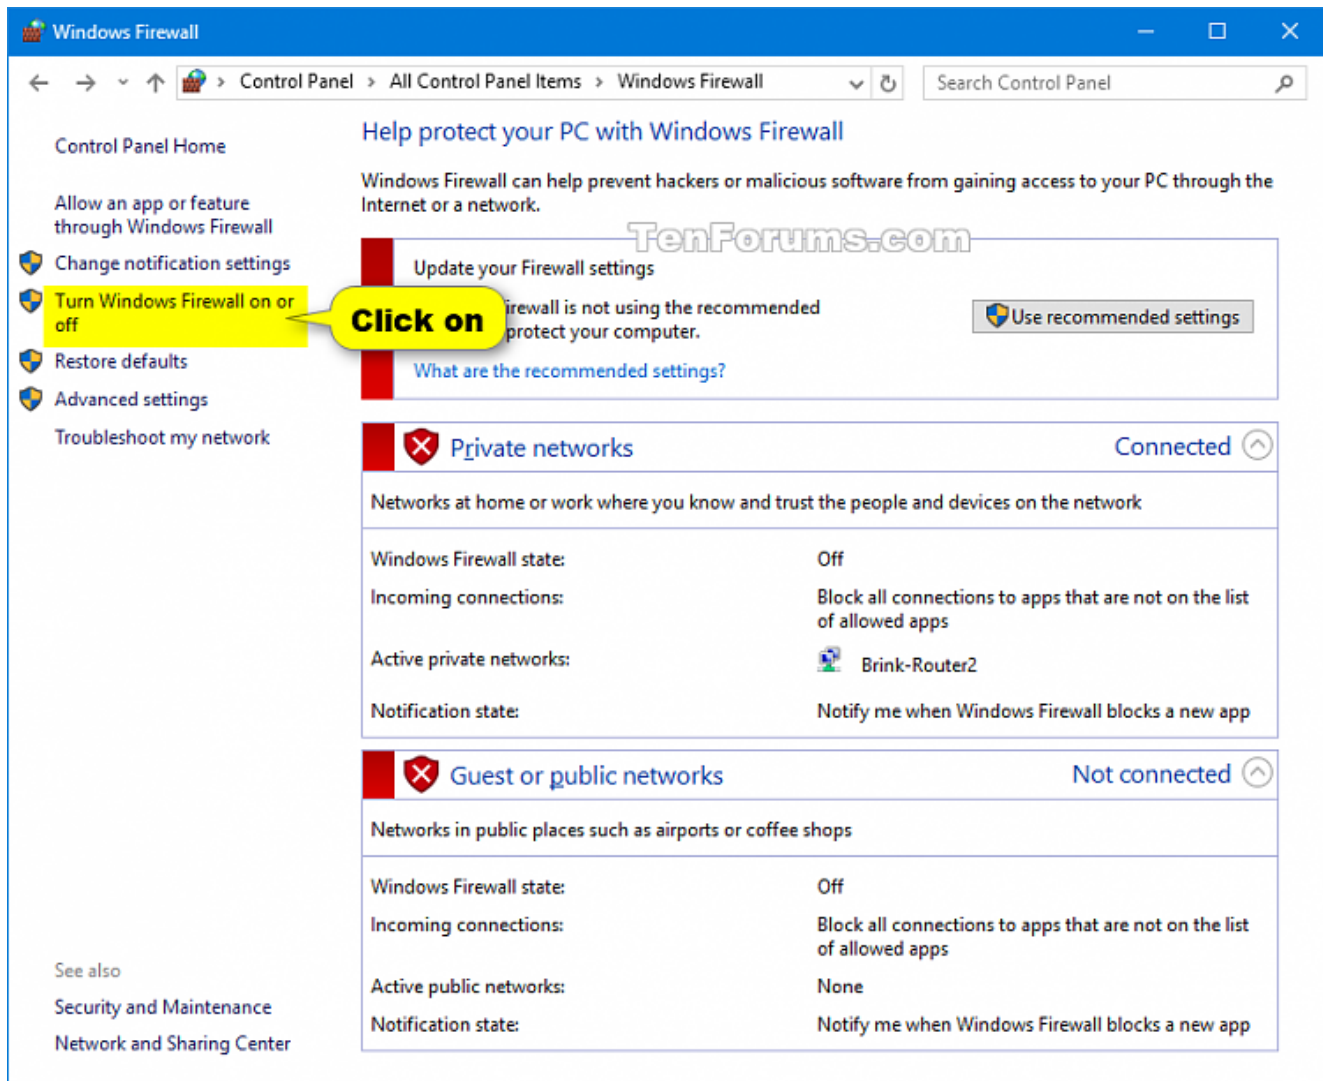 Windows Firewall
Control Panel > All Control Panel Items > Windows Firewall
Search Control Panel
Control Panel Home
Allow an app or feature
through Windows Firewall
Change notification settings
Turn Windows Firewall on or
off
Restore defaults
Advanced settings
Troubleshoot my network
See also
Security and Maintenance
Network and Sharing Center
Click on
Help protect your PC with Windows Firewall
Windows Firewall can help prevent hackers or malicious software from gaining access to your PC through the
Internet or a network.
TenForums.com
Update your Firewall settings
irewall is not using the recommended
protect your computer.
Use recommended settings
What are the recommended settings?
Private networks
Connected
Networks at home or work where you know and trust the people and devices on the network
Windows Firewall state: Off
Incoming connections: Block all connections to apps that are not on the list
of allowed apps
Active private networks: Brink-Router2
Notification state: Notify me when Windows Firewall blocks a new app
Guest or public networks
Not connected
Networks in public places such as airports or coffee shops
Windows Firewall state: Off
Incoming connections: Block all connections to apps that are not on the list
of allowed apps
Active public networks: None
Notification state: Notify me when Windows Firewall blocks a new app